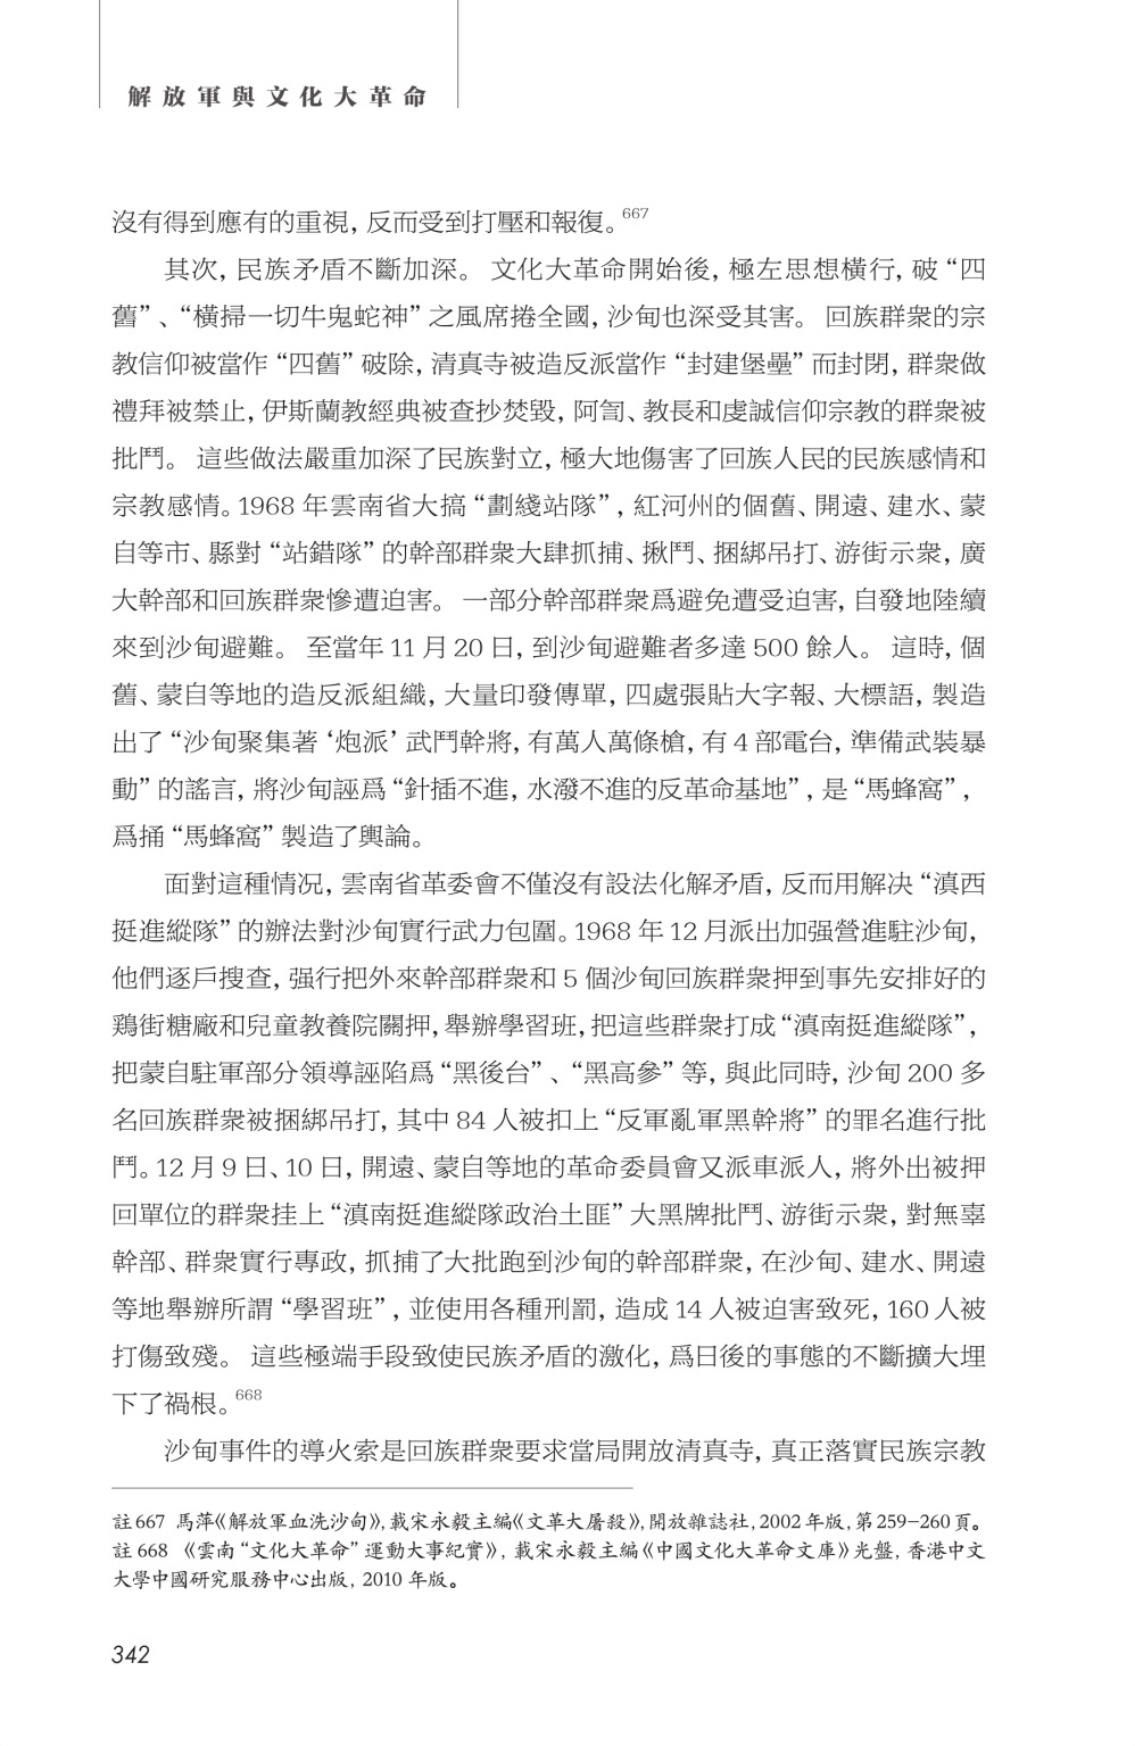 解放軍與文化大革命
沒有得到應有的重視，反而受到打壓和報復。667
其次，民族矛盾不斷加深。 文化大革命開始後，極左思想橫行，破“四
舊”、“橫掃一切牛鬼蛇神”之風席捲全國，沙甸也深受其害。 回族群衆的宗
教信仰被當作“四舊”破除，清真寺被造反派當作“封建堡壘”而封閉，群衆做
禮拜被禁止，伊斯蘭教經典被查抄焚毀，阿訇、教長和虔誠信仰宗教的群衆被
批鬥。 這些做法嚴重加深了民族對立，極大地傷害了回族人民的民族感情和
宗教感情。1968 年雲南省大搞“劃綫站隊”，紅河州的個舊、開遠、建水、蒙
自等市、縣對“站錯隊”的幹部群衆大肆抓捕、揪鬥、捆綁吊打、游街示衆，廣
大幹部和回族群衆慘遭迫害。 一部分幹部群衆爲避免遭受迫害，自發地陸續
來到沙甸避難。 至當年 11 月 20 日，到沙甸避難者多達 500 餘人。 這時，個
舊、蒙自等地的造反派組織，大量印發傳單，四處張貼大字報、大標語，製造
出了“沙甸聚集著‘炮派’武鬥幹將，有萬人萬條槍，有 4 部電台，準備武裝暴
動”的謠言，將沙甸誣爲“針插不進，水潑不進的反革命基地”，是“馬蜂窩”，
爲捅“馬蜂窩”製造了輿論。
面對這種情況，雲南省革委會不僅沒有設法化解矛盾，反而用解决“滇西
挺進縱隊”的辦法對沙甸實行武力包圍。1968 年 12 月派出加强營進駐沙甸，
他們逐戶搜查，强行把外來幹部群衆和 5 個沙甸回族群衆押到事先安排好的
鷄街糖廠和兒童教養院關押，舉辦學習班，把這些群衆打成“滇南挺進縱隊”，
把蒙自駐軍部分領導誣陷爲“黑後台”、“黑高參”等，與此同時，沙甸 200 多
名回族群衆被捆綁吊打，其中 84 人被扣上“反軍亂軍黑幹將”的罪名進行批
鬥。12 月 9 日、10 日，開遠、蒙自等地的革命委員會又派車派人，將外出被押
回單位的群衆挂上“滇南挺進縱隊政治土匪”大黑牌批鬥、游街示衆，對無辜
幹部、群衆實行專政，抓捕了大批跑到沙甸的幹部群衆，在沙甸、建水、開遠
等地舉辦所謂“學習班”，並使用各種刑罰，造成 14 人被迫害致死，160 人被
打傷致殘。 這些極端手段致使民族矛盾的激化，爲日後的事態的不斷擴大埋
下了禍根。668
沙甸事件的導火索是回族群衆要求當局開放清真寺，真正落實民族宗教
註 667 馬萍《解放軍血洗沙甸》，載宋永毅主編《文革大屠殺》，開放雜誌社，2002 年版，第 259–260 頁。
註 668 《雲南“文化大革命”運動大事紀實》，載宋永毅主編《中國文化大革命文庫》光盤，香港中文
大學中國研究服務中心出版，2010 年版。
342